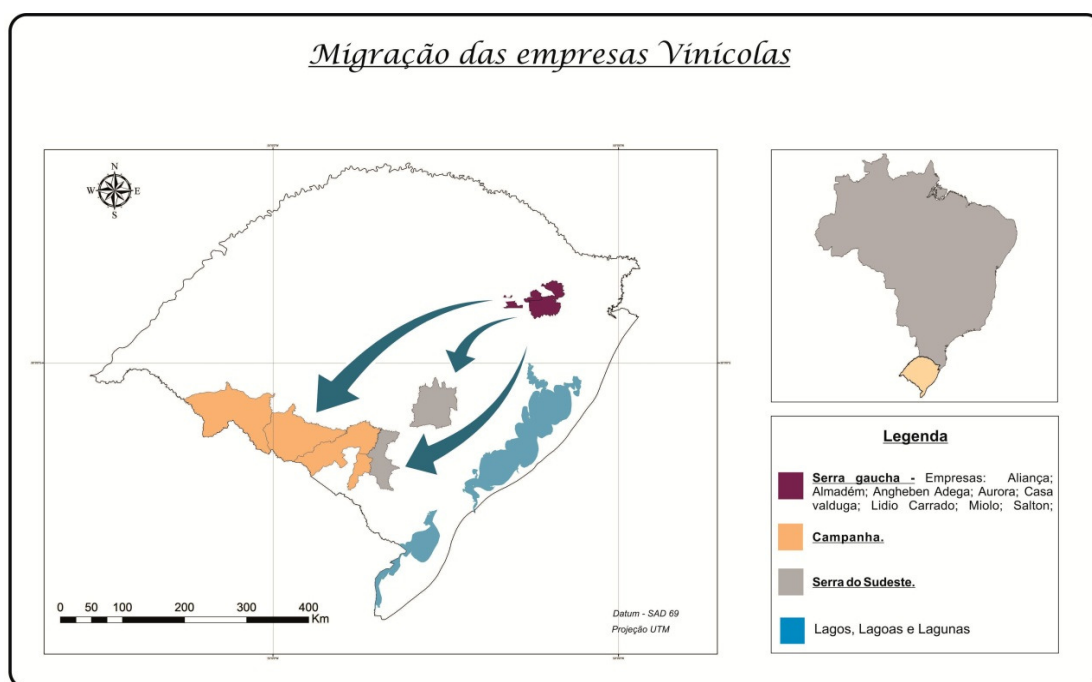 Migração das empresas Vinícolas
N
W E
S
0 50 100 200 300 400
Km
Datum - SAD 69
Projeção UTM
Legenda
Serra gaucha - Empresas: Aliança;
Almadém; Angheben Adega; Aurora; Casa
valduga; Lidio Carrado; Miolo; Salton;
Campanha.
Serra do Sudeste.
Lagos, Lagoas e Lagunas